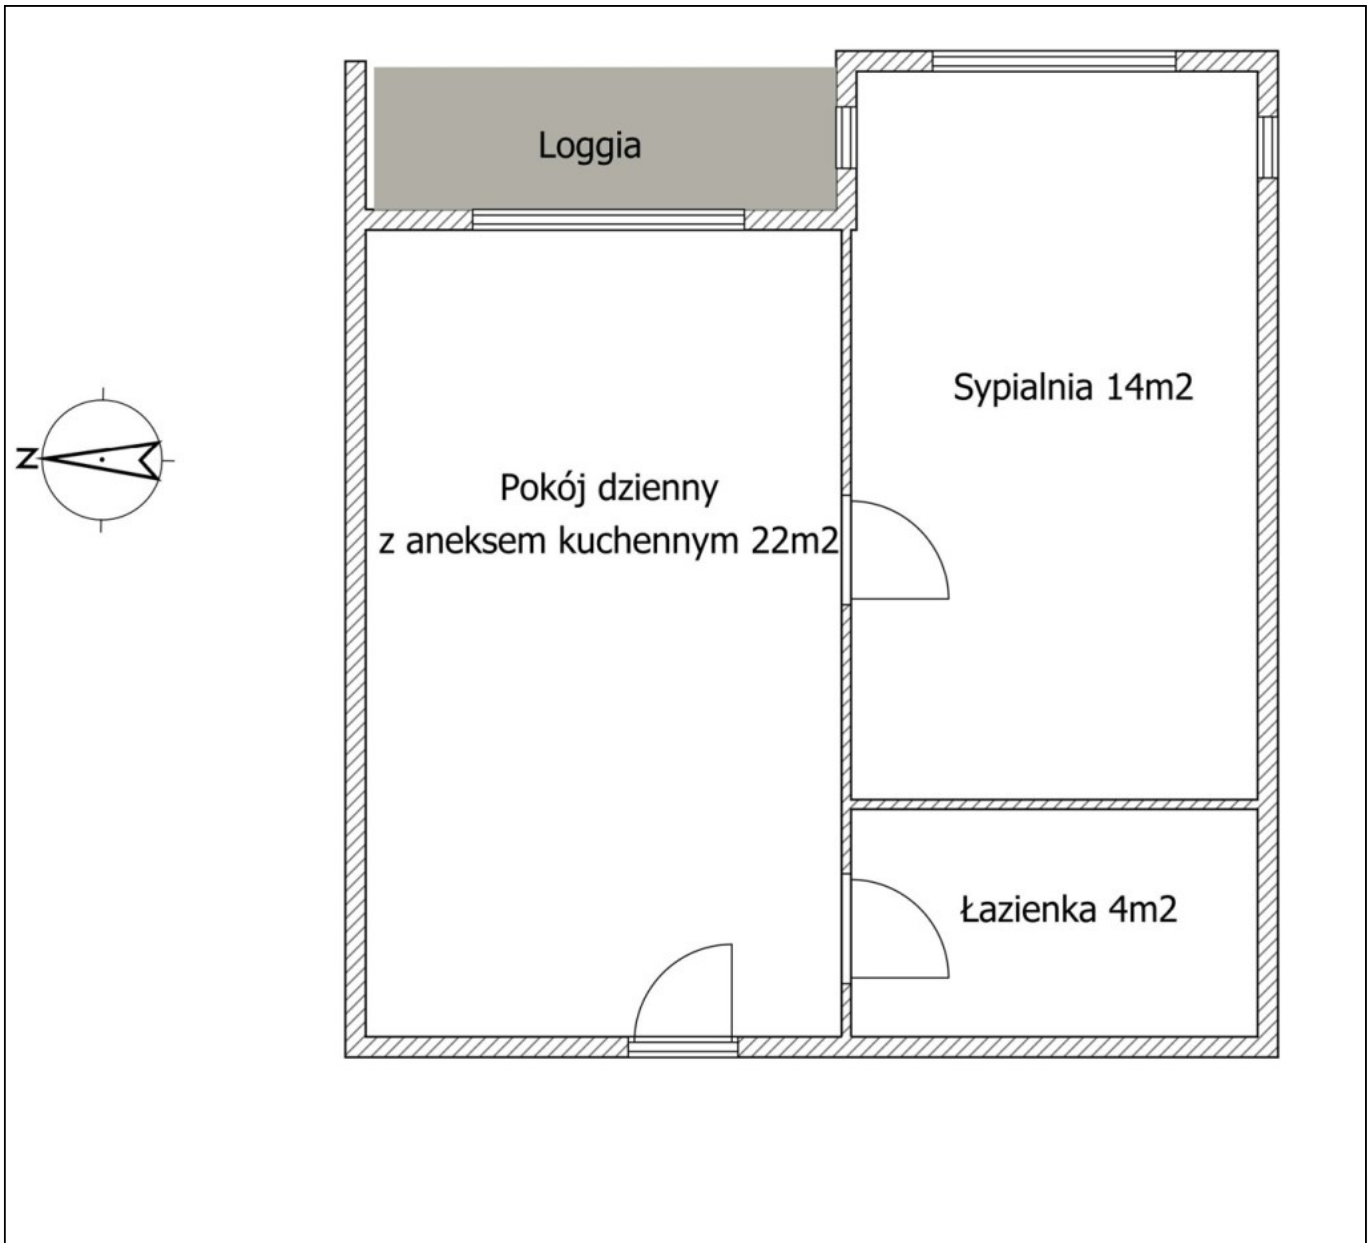 Loggia
Sypialnia 14m2
N
Pokój dzienny
z aneksem kuchennym 22m2
Łazienka 4m2